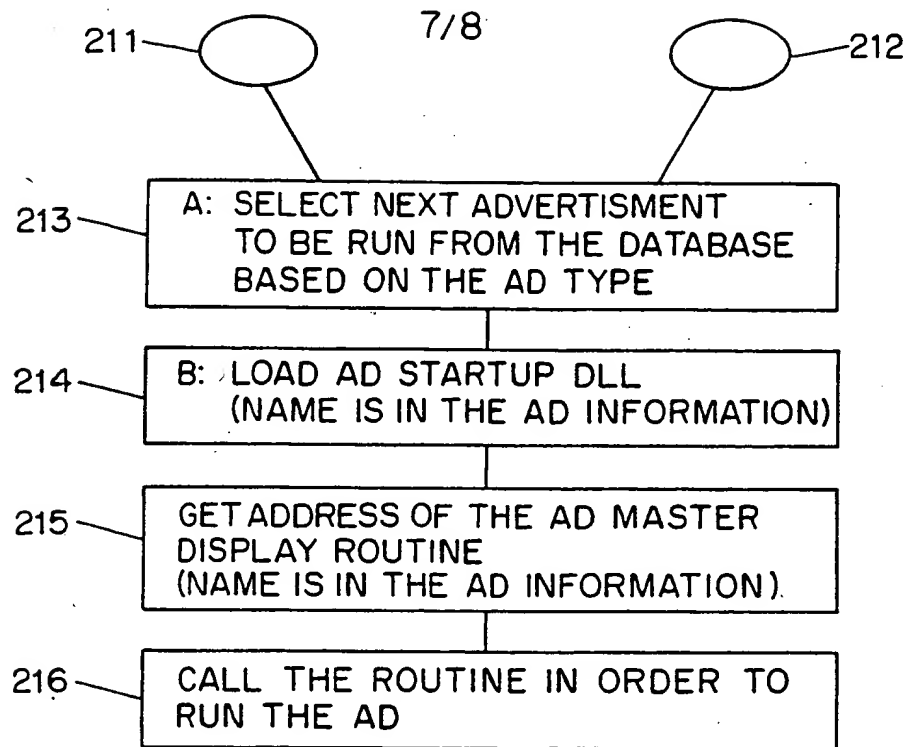 7/8
211
212
213
A: SELECT NEXT ADVERTISMENT
TO BE RUN FROM THE DATABASE
BASED ON THE AD TYPE
214
B: LOAD AD STARTUP DLL
(NAME IS IN THE AD INFORMATION)
215
GET ADDRESS OF THE AD MASTER
DISPLAY ROUTINE
(NAME IS IN THE AD INFORMATION).
216
CALL THE ROUTINE IN ORDER TO
RUN THE AD